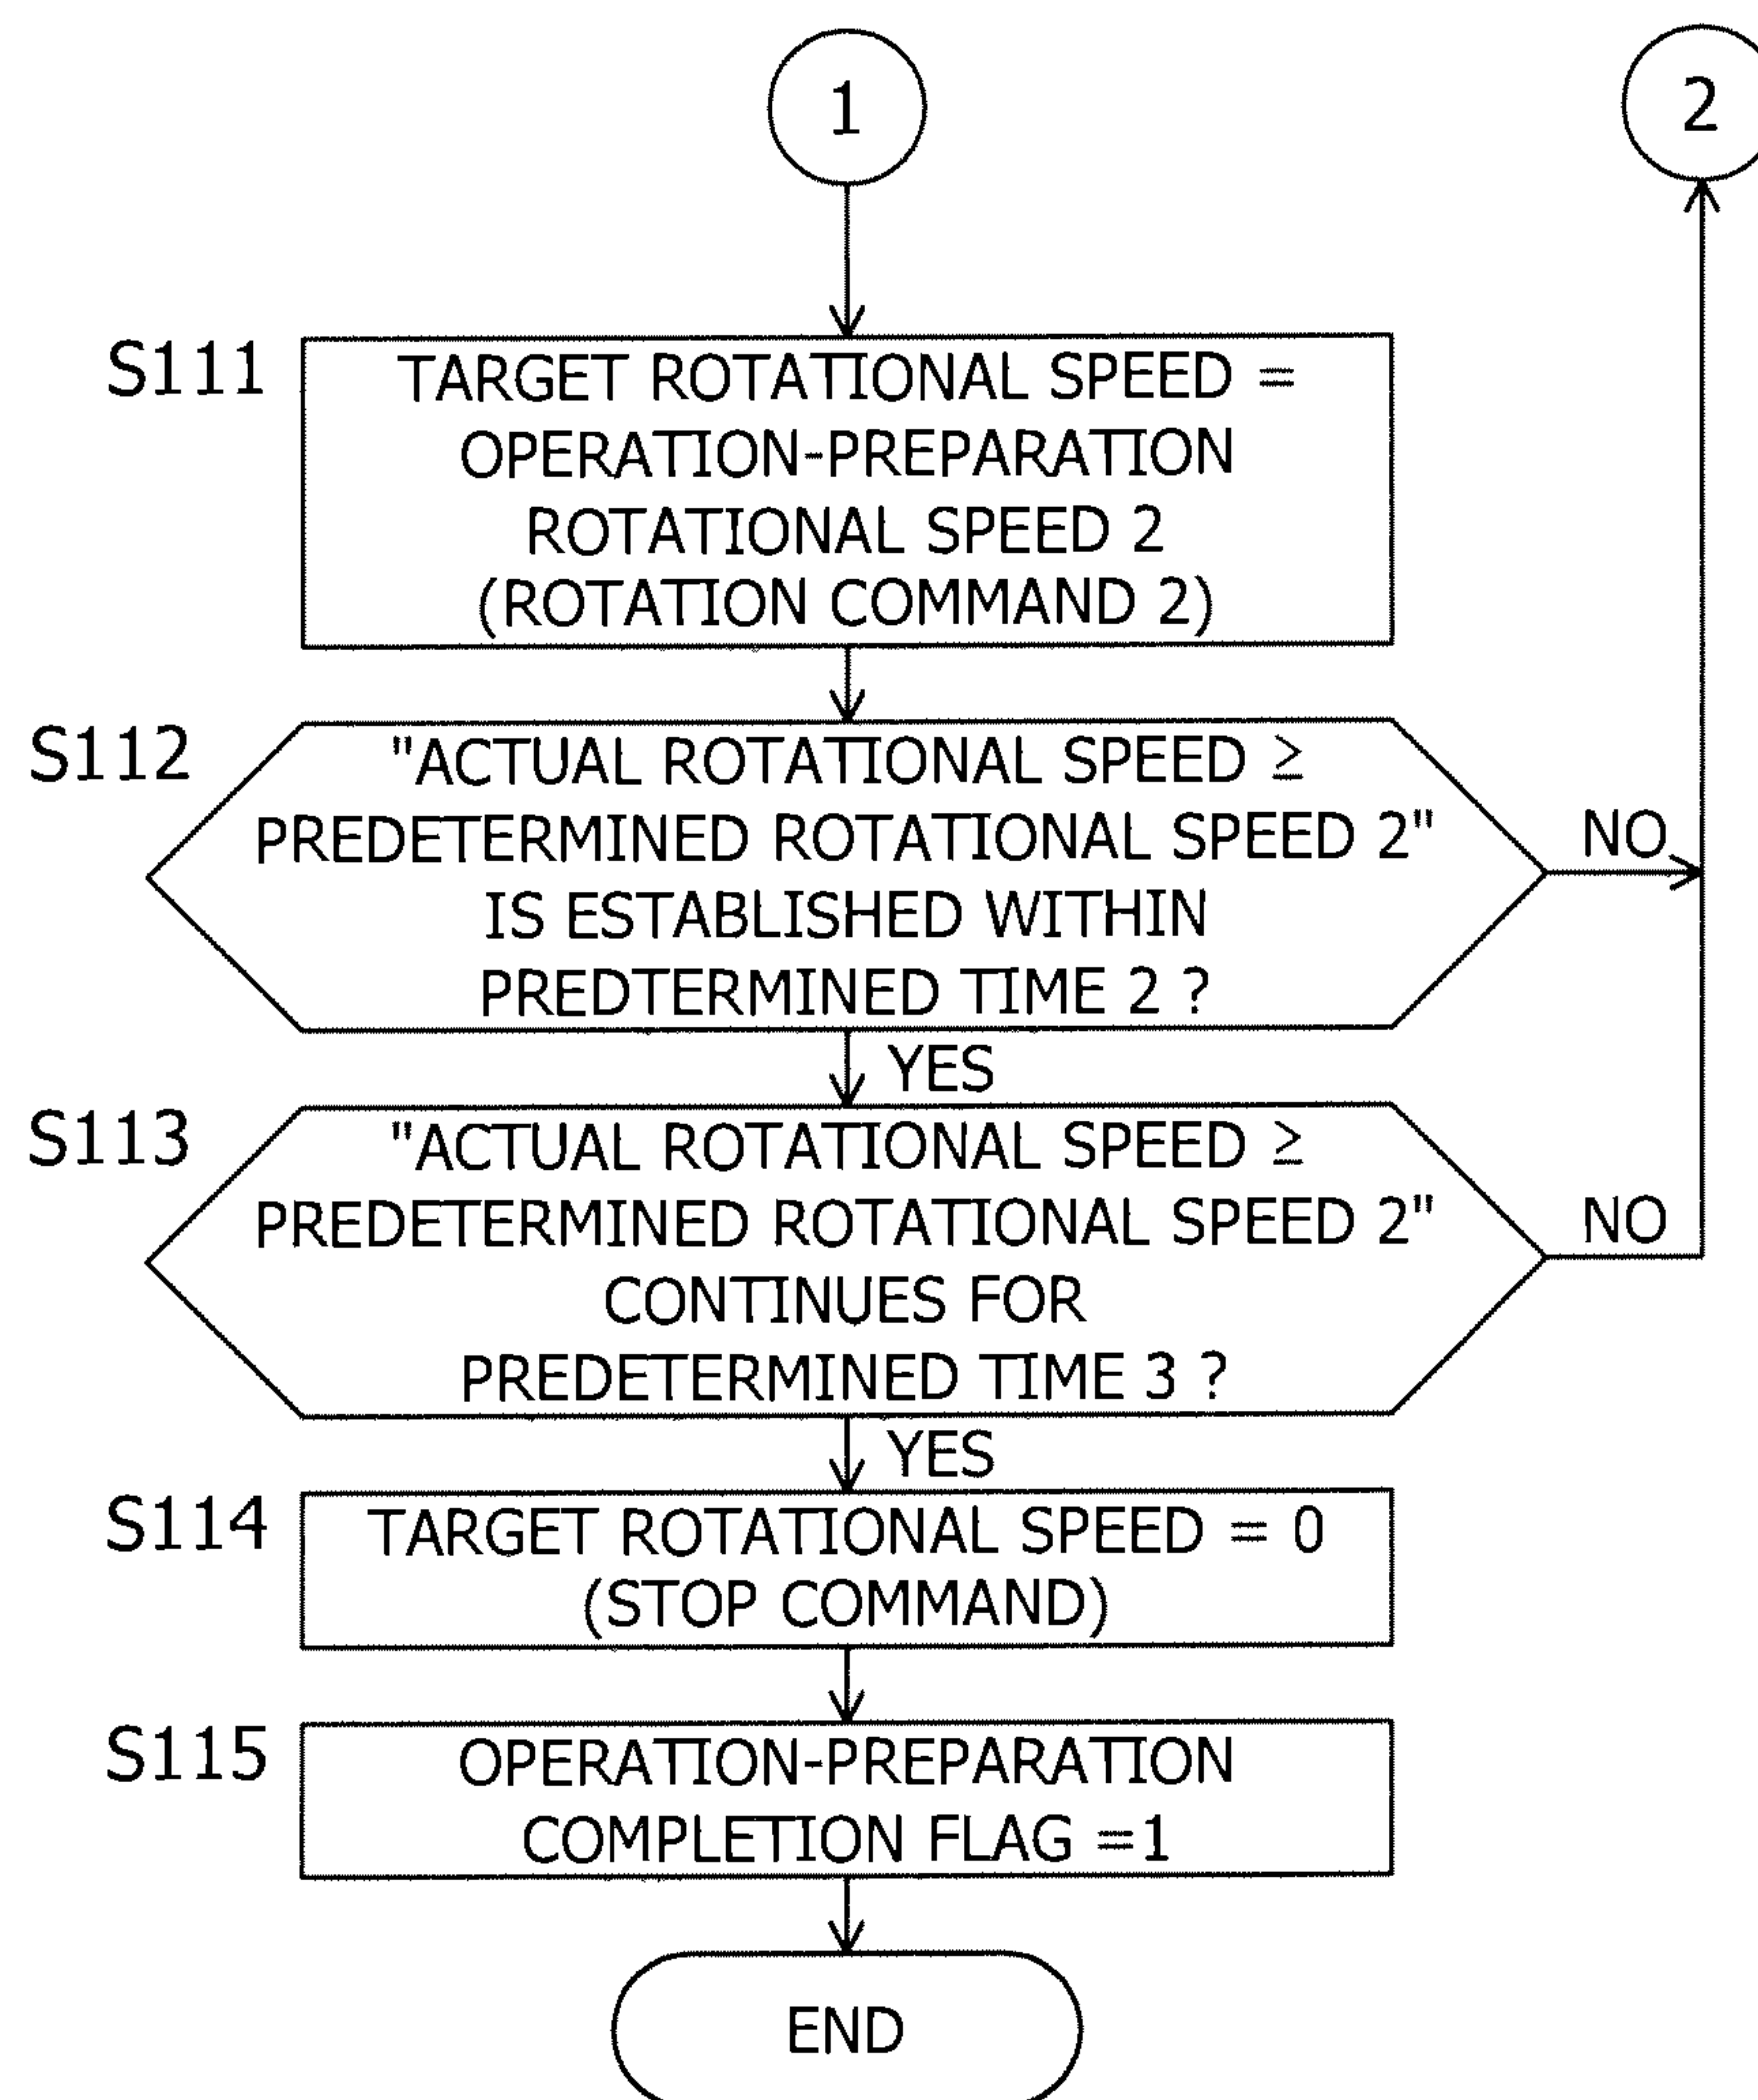 1
2
S111
TARGET ROTATIONAL SPEED =
OPERATION-PREPARATION
ROTATIONAL SPEED 2
(ROTATION COMMAND 2)
S112
"ACTUAL ROTATIONAL SPEED ≥
PREDETERMINED ROTATIONAL SPEED 2"
IS ESTABLISHED WITHIN
PREDTERMINED TIME 2 ?
NO
YES
S113
"ACTUAL ROTATIONAL SPEED ≥
PREDETERMINED ROTATIONAL SPEED 2"
CONTINUES FOR
PREDETERMINED TIME 3 ?
NO
YES
S114
TARGET ROTATIONAL SPEED = 0
(STOP COMMAND)
S115
OPERATION-PREPARATION
COMPLETION FLAG =1
END